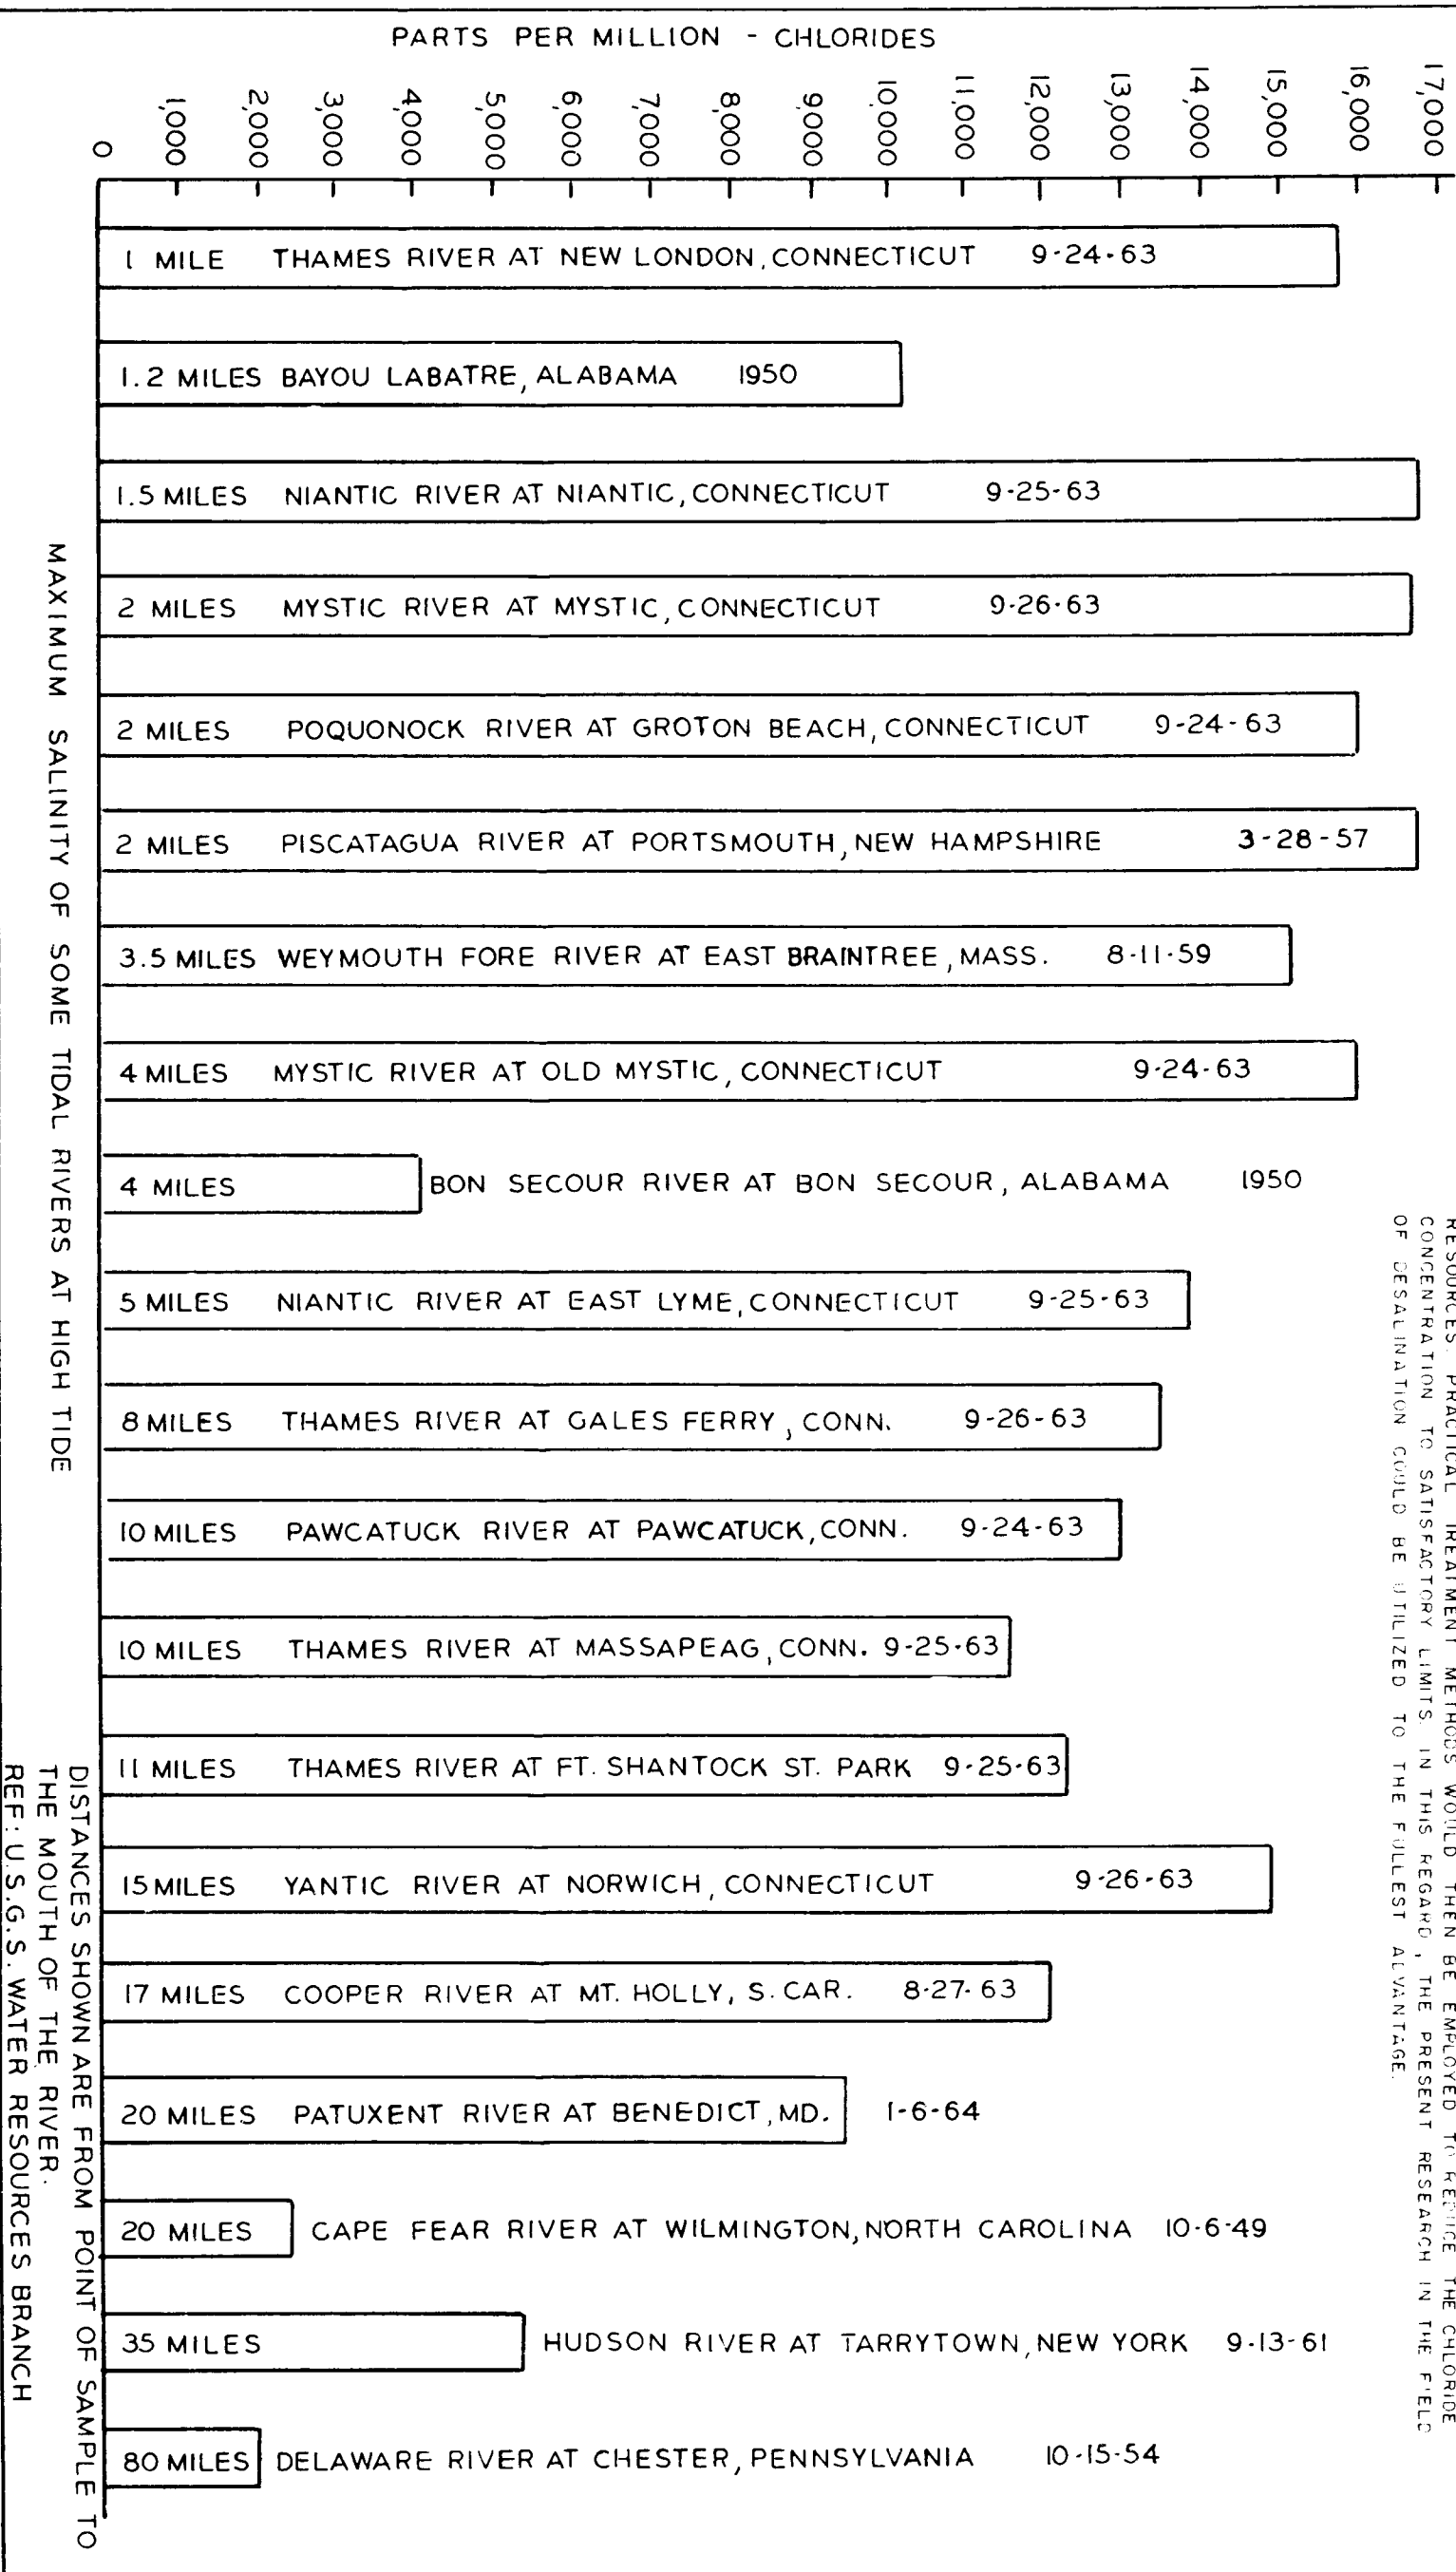 PARTS PER MILLION - CHLORIDES
0
1,000
2,000
3,000
4,000
5,000
6,000
7,000
8,000
9,000
10,000
11,000
12,000
13,000
14,000
15,000
16,000
17,000
1 MILE THAMES RIVER AT NEW LONDON, CONNECTICUT 9-24-63
1.2 MILES BAYOU LABATRE, ALABAMA 1950
1.5 MILES NIANTIC RIVER AT NIANTIC, CONNECTICUT 9-25-63
2 MILES MYSTIC RIVER AT MYSTIC, CONNECTICUT 9-26-63
2 MILES POQUONOCK RIVER AT GROTON BEACH, CONNECTICUT 9-24-63
2 MILES PISCATAGUA RIVER AT PORTSMOUTH, NEW HAMPSHIRE 3-28-57
3.5 MILES WEYMOUTH FORE RIVER AT EAST BRAINTREE, MASS. 8-11-59
4 MILES MYSTIC RIVER AT OLD MYSTIC, CONNECTICUT 9-24-63
4 MILES BON SECOUR RIVER AT BON SECOUR, ALABAMA 1950
5 MILES NIANTIC RIVER AT EAST LYME, CONNECTICUT 9-25-63
8 MILES THAMES RIVER AT GALES FERRY, CONN. 9-26-63
10 MILES PAWCATUCK RIVER AT PAWCATUCK, CONN. 9-24-63
10 MILES THAMES RIVER AT MASSAPEAG, CONN. 9-25-63
11 MILES THAMES RIVER AT FT. SHANTOCK ST. PARK 9-25-63
15 MILES YANTIC RIVER AT NORWICH, CONNECTICUT 9-26-63
17 MILES COOPER RIVER AT MT. HOLLY, S. CAR. 8-27-63
20 MILES PATUXENT RIVER AT BENEDICT, MD. 1-6-64
20 MILES CAPE FEAR RIVER AT WILMINGTON, NORTH CAROLINA 10-6-49
35 MILES HUDSON RIVER AT TARRYTOWN, NEW YORK 9-13-61
80 MILES DELAWARE RIVER AT CHESTER, PENNSYLVANIA 10-15-54
MAXIMUM SALINITY OF SOME TIDAL RIVERS AT HIGH TIDE
DISTANCES SHOWN ARE FROM POINT OF SAMPLE TO
THE MOUTH OF THE RIVER.
REF: U.S.G.S. WATER RESOURCES BRANCH
RESOURCES. PRACTICAL TREATMENT METHODS WOULD THEN BE EMPLOYED TO REDUCE THE CHLORIDE
CONCENTRATION TO SATISFACTORY LIMITS. IN THIS REGARD, THE PRESENT RESEARCH IN THE FIELD
OF DESALINATION COULD BE UTILIZED TO THE FULLEST ADVANTAGE.